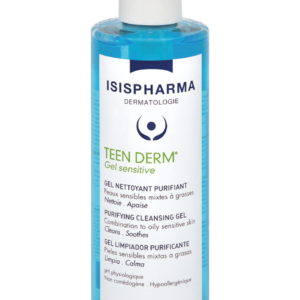 ISISPHARMA
DERMATOLOGIE
TEEN DERM®
Gel sensitive
GEL NETTOYANT PURIFIANT
Peaux sensibles mixtes à grasses
Nettoie . Apaise
PURIFYING CLEANSING GEL
Combination to oily sensitive skin
Cleans . Soothes
GEL LIMPIADOR PURIFICANTE
Pieles sensibles mixtas a grasas
Limpia . Calma
pH physiologique
Non comédogène . Hypoallergénique